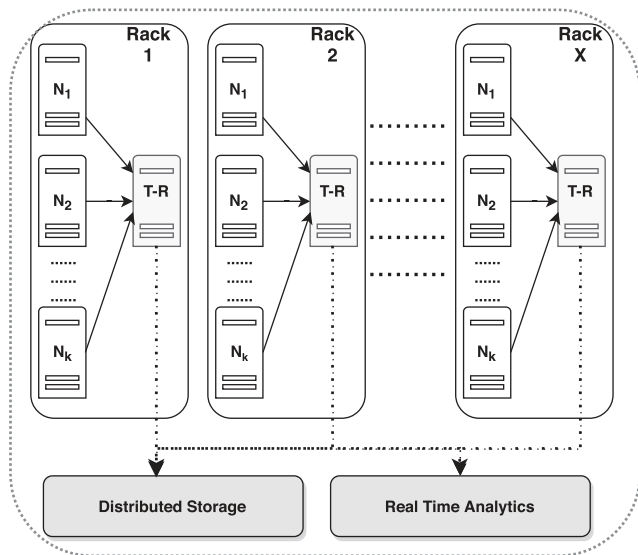 Rack
1
N1
N2
Nk
T-R
Rack
2
N1
N2
Nk
T-R
Rack
X
N1
N2
Nk
T-R
Distributed Storage
Real Time Analytics